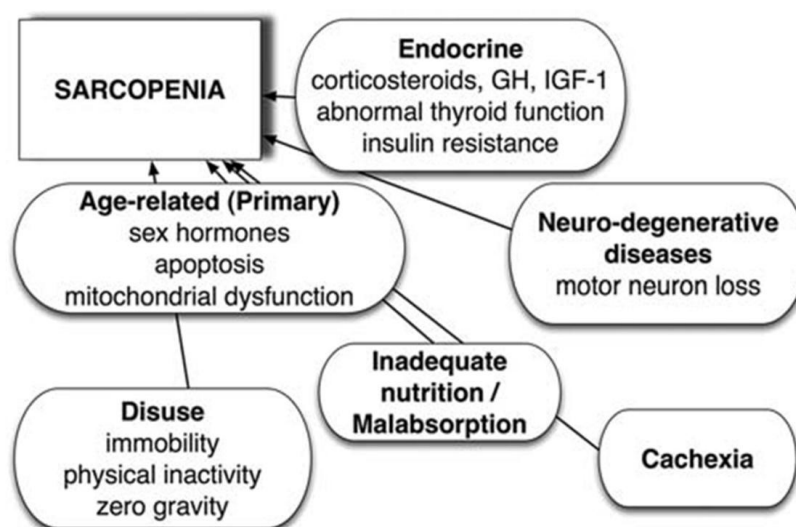 SARCOPENIA
Endocrine
corticosteroids, GH, IGF-1
abnormal thyroid function
insulin resistance
Age-related (Primary)
sex hormones
apoptosis
mitochondrial dysfunction
Neuro-degenerative
diseases
motor neuron loss
Inadequate
nutrition /
Malabsorption
Disuse
immobility
physical inactivity
zero gravity
Cachexia